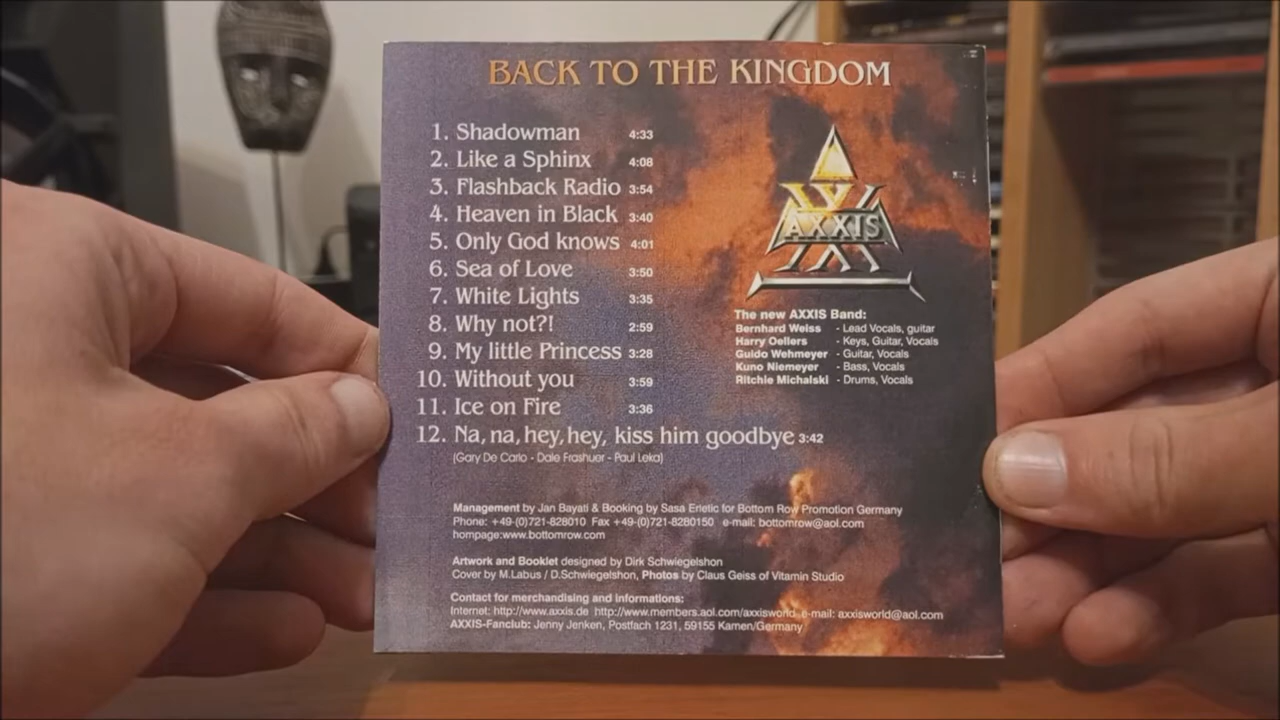 BACK TO THE KINGDOM
1. Shadowman 4:33
2. Like a Sphinx 4:08
3. Flashback Radio 3:54
4. Heaven in Black 3:40
5. Only God knows 4:01
6. Sea of Love 3:50
7. White Lights 3:35
8. Why not?! 2:59
9. My little Princess 3:28
10. Without you 3:59
11. Ice on Fire 3:36
12. Na, na, hey, hey, kiss him goodbye 3:42
(Gary De Carlo - Dale Frashuer - Paul Leka)
AXXIS
The new AXXIS Band:
Bernhard Weiss - Lead Vocals, guitar
Harry Oellers - Keys, Guitar, Vocals
Guido Wehmeyer - Guitar, Vocals
Kuno Niemeyer - Bass, Vocals
Ritchie Michalski - Drums, Vocals
Management by Jan Bayati & Booking by Sasa Erletic for Bottom Row Promotion Germany
Phone: +49-(0)721-828010 Fax +49-(0)721-8280150 e-mail: bottomrow@aol.com
hompage:www.bottomrow.com
Artwork and Booklet designed by Dirk Schwiegelshon
Cover by M.Labus / D.Schwiegelshon, Photos by Claus Geiss of Vitamin Studio
Contact for merchandising and informations:
Internet: http://www.axxis.de http://www.members.aol.com/axxisworld e-mail: axxisworld@aol.com
AXXIS-Fanclub: Jenny Jenken, Postfach 1231, 59155 Kamen/Germany